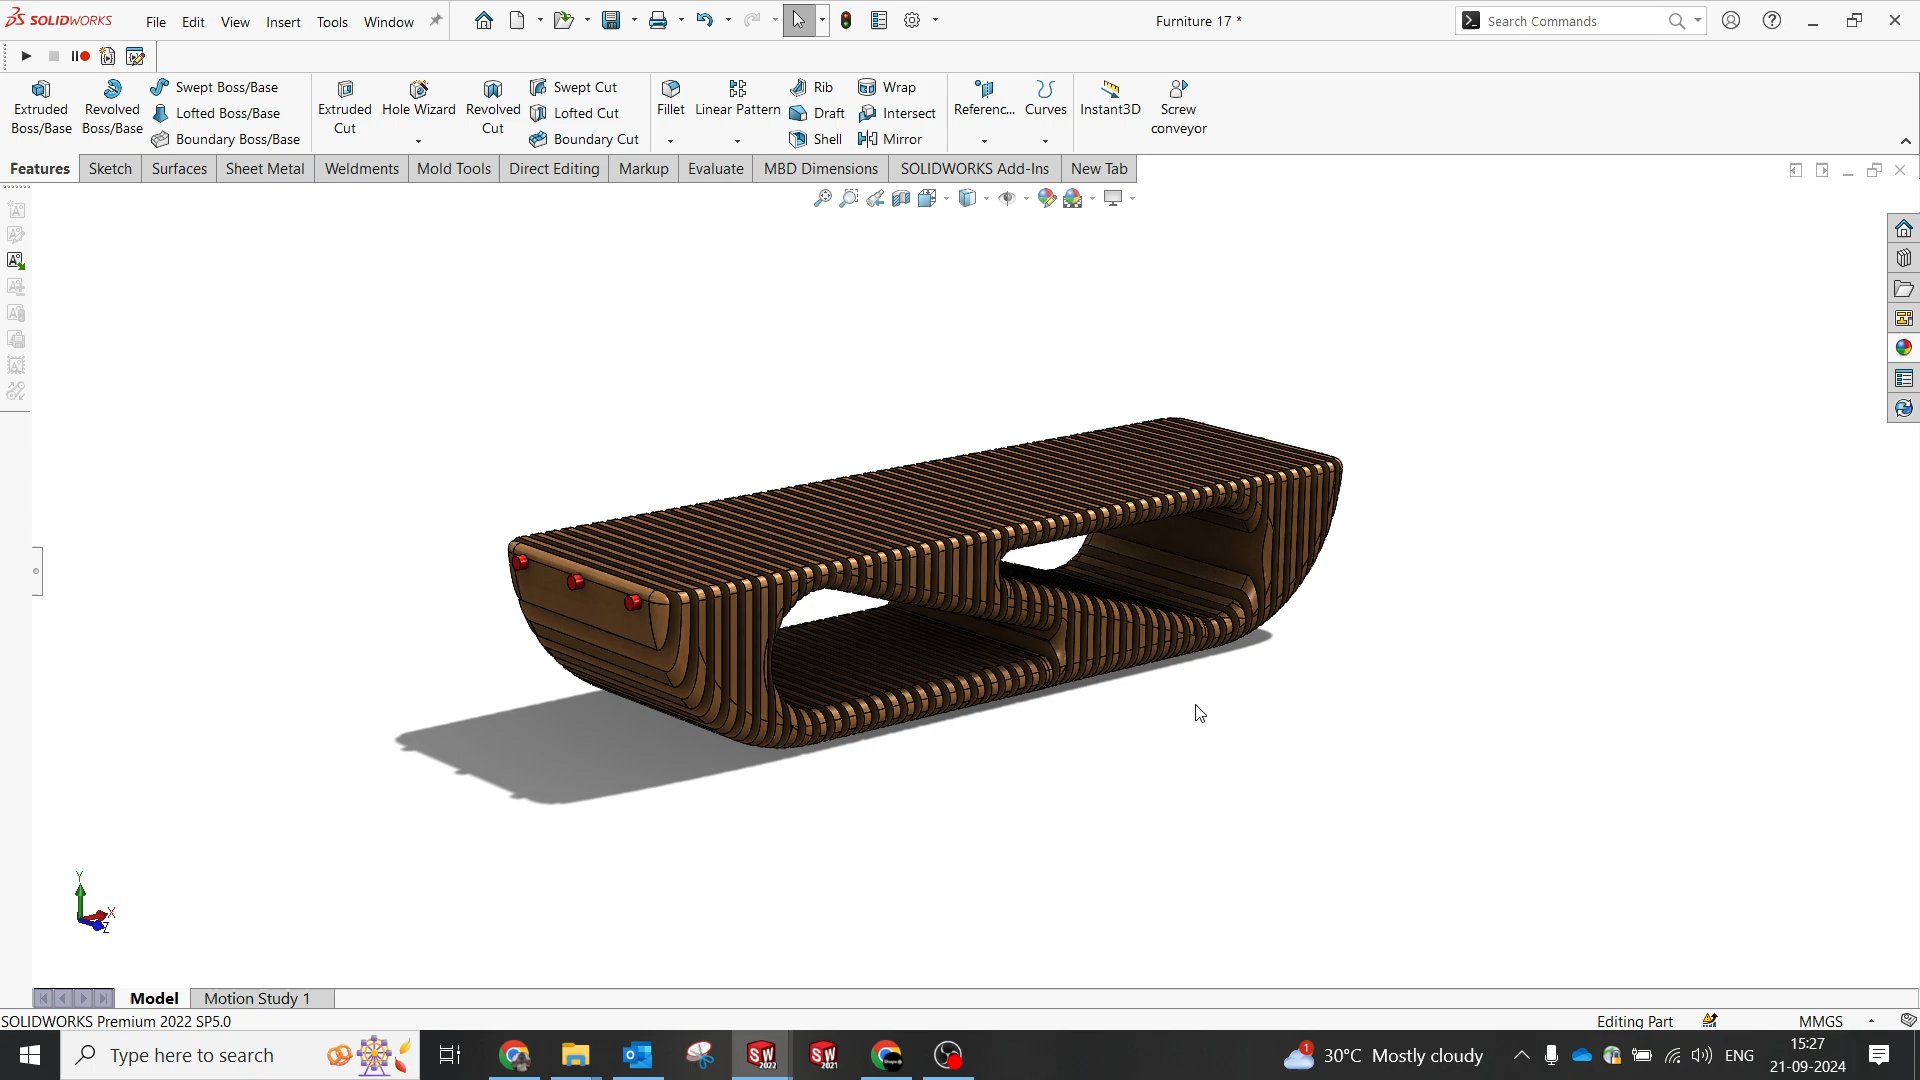 SOLIDWORKS File Edit View Insert Tools Window Furniture 17 * Search Commands
Extruded Boss/Base
Revolved Boss/Base
Swept Boss/Base
Lofted Boss/Base
Boundary Boss/Base
Extruded Cut
Hole Wizard
Revolved Cut
Swept Cut
Lofted Cut
Boundary Cut
Fillet
Linear Pattern
Rib
Draft
Shell
Wrap
Intersect
Mirror
Referenc...
Curves
Instant3D
Screw conveyor
Features Sketch Surfaces Sheet Metal Weldments Mold Tools Direct Editing Markup Evaluate MBD Dimensions SOLIDWORKS Add-Ins New Tab
Y
X
Z
Model Motion Study 1
SOLIDWORKS Premium 2022 SP5.0 Editing Part MMGS
Type here to search
SW 2022
SW 2021
1
30°C Mostly cloudy
ENG
15:27
21-09-2024